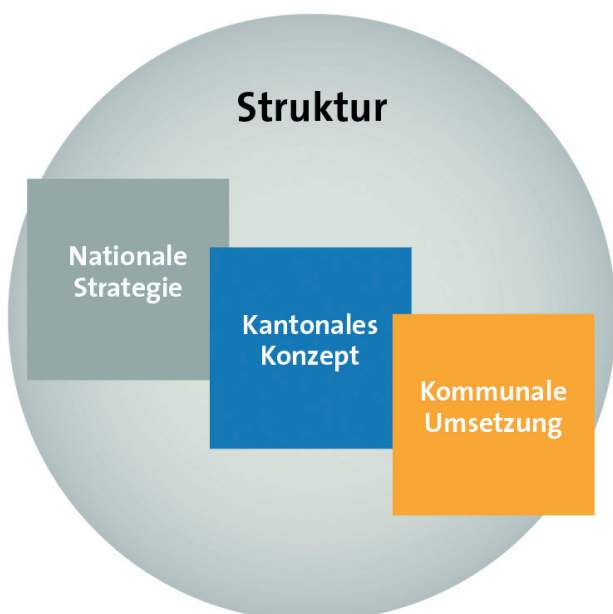 Struktur
Nationale
Strategie
Kantonales
Konzept
Kommunale
Umsetzung